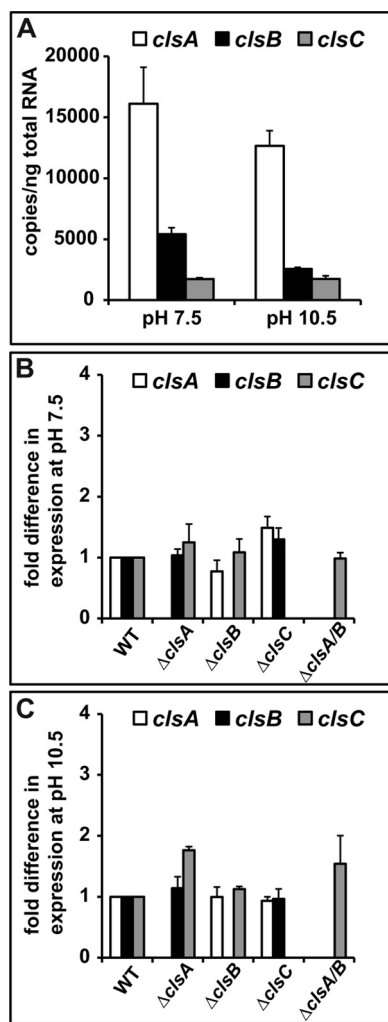 A
clsA clsB clsC
copies/ng total RNA
20000
15000
10000
5000
0
pH 7.5 pH 10.5
B
clsA clsB clsC
fold difference in
expression at pH 7.5
4
3
2
1
0
WT ΔclsA ΔclsB ΔclsC ΔclsA/B
C
clsA clsB clsC
fold difference in
expression at pH 10.5
4
3
2
1
0
WT ΔclsA ΔclsB ΔclsC ΔclsA/B